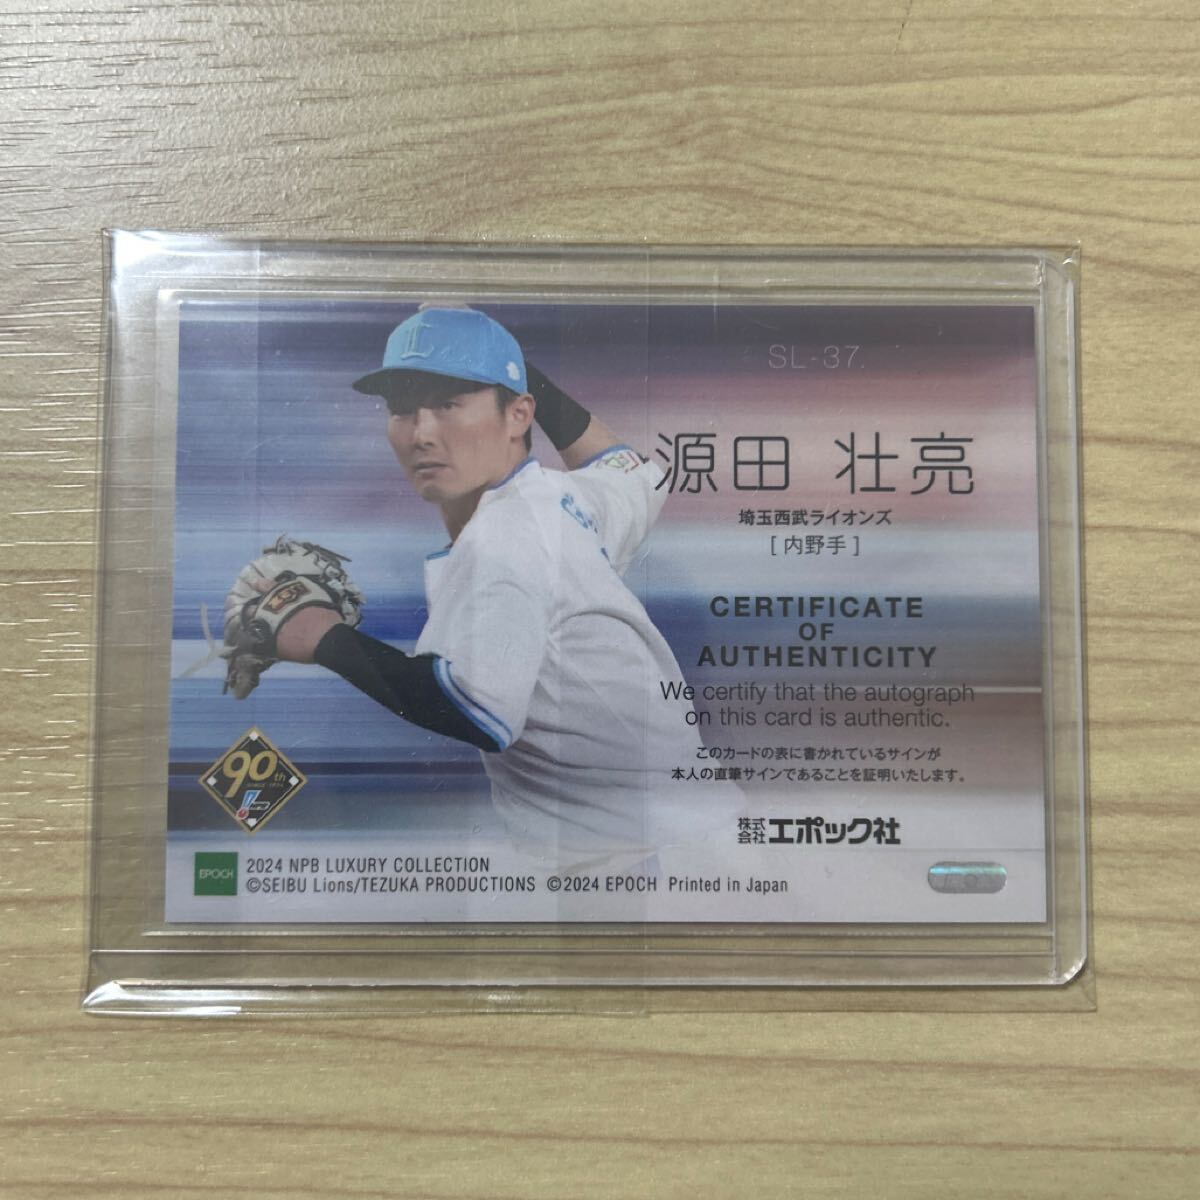 SL-37.
源田 壮亮
埼玉西武ライオンズ
[ 内野手 ]
CERTIFICATE
OF
AUTHENTICITY
We certify that the autograph
on this card is authentic.
このカードの表に書かれているサインが
本人の直筆サインであることを証明いたします。
株式会社 エポック社
90th
EPOCH
2024 NPB LUXURY COLLECTION
©SEIBU Lions/TEZUKA PRODUCTIONS ©2024 EPOCH Printed in Japan